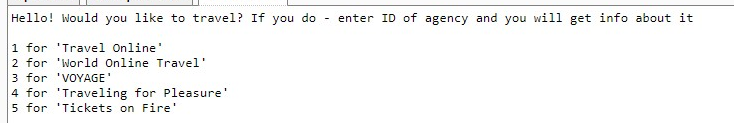 Hello! Would you like to travel? If you do - enter ID of agency and you will get info about it
1 for 'Travel Online'
2 for 'World Online Travel'
3 for 'VOYAGE'
4 for 'Traveling for Pleasure'
5 for 'Tickets on Fire'